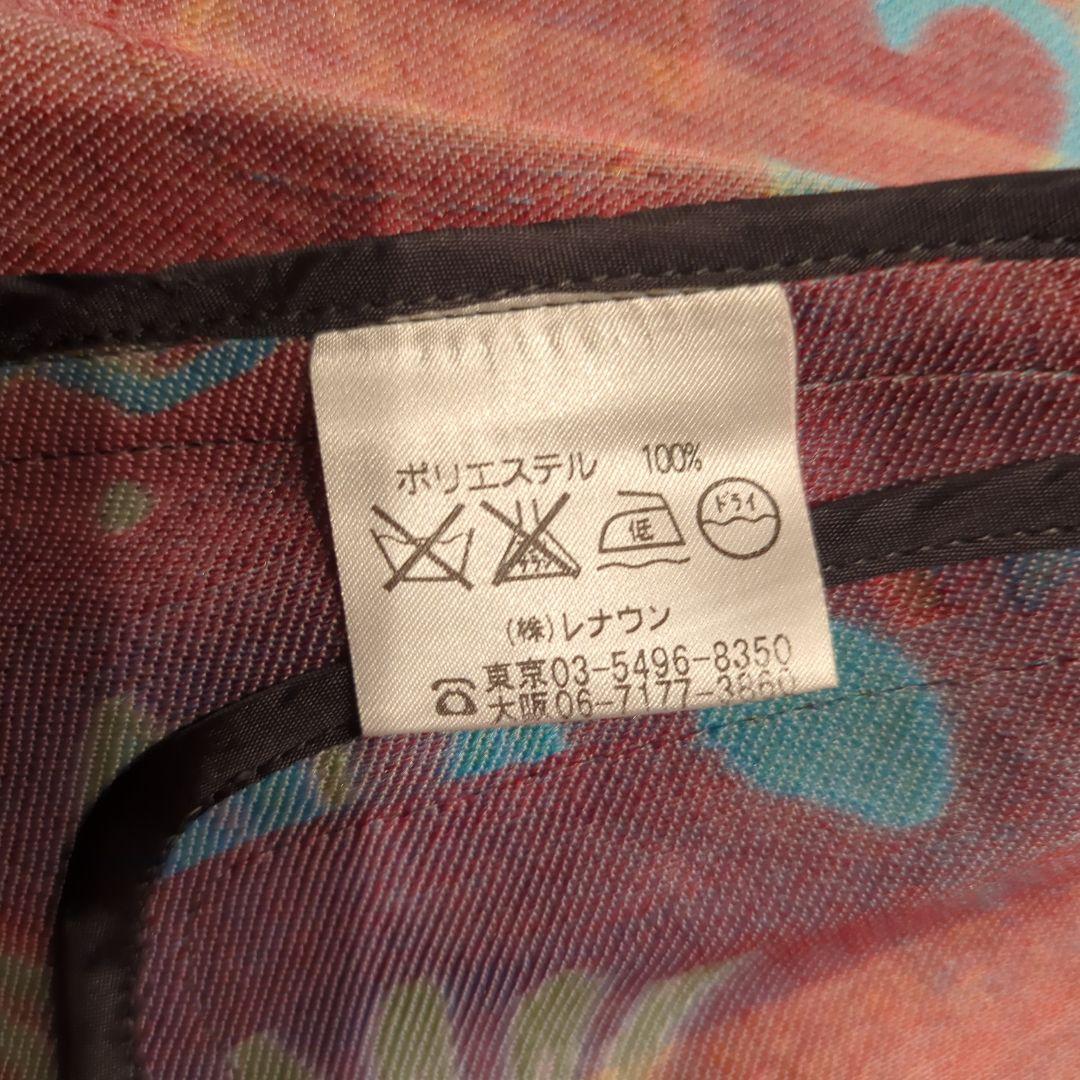 ポリエステル 100%
低 ドライ
(株)レナウン
東京03-5496-8350
大阪06-7177-3860